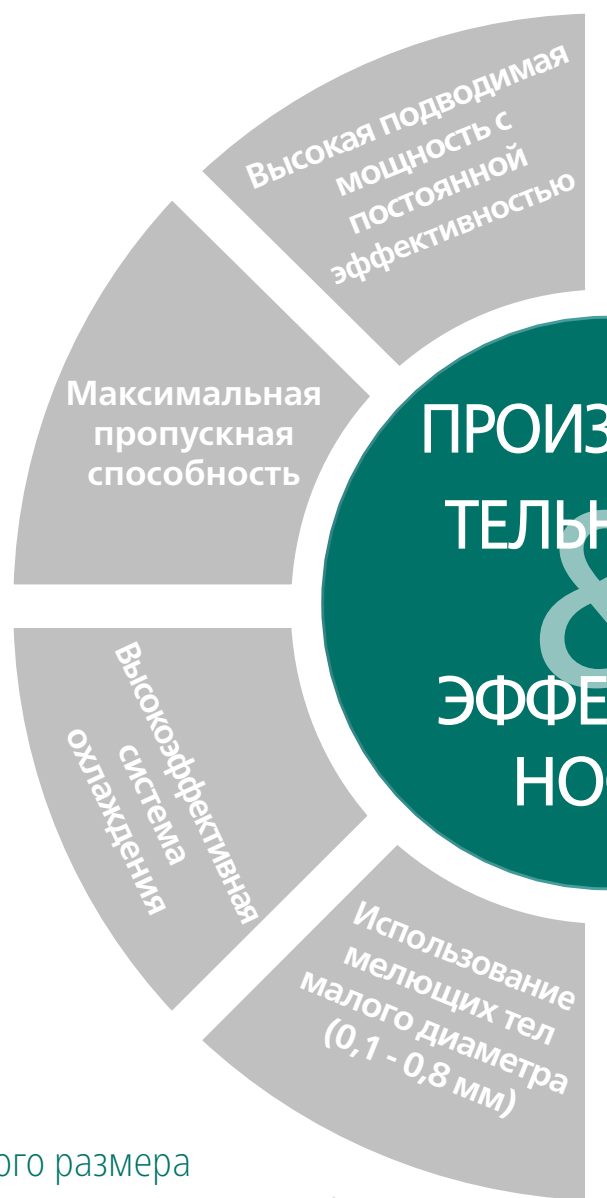 Высокая подводимая
мощность с
постоянной
эффективностью
Максимальная
пропускная
способность
ПРОИЗ
ТЕЛЬН
&
ЭФФЕ
НО
Высокоэффективная
система
охлаждения
Использование
мелющих тел
малого диаметра
(0,1 - 0,8 мм)
ого размера